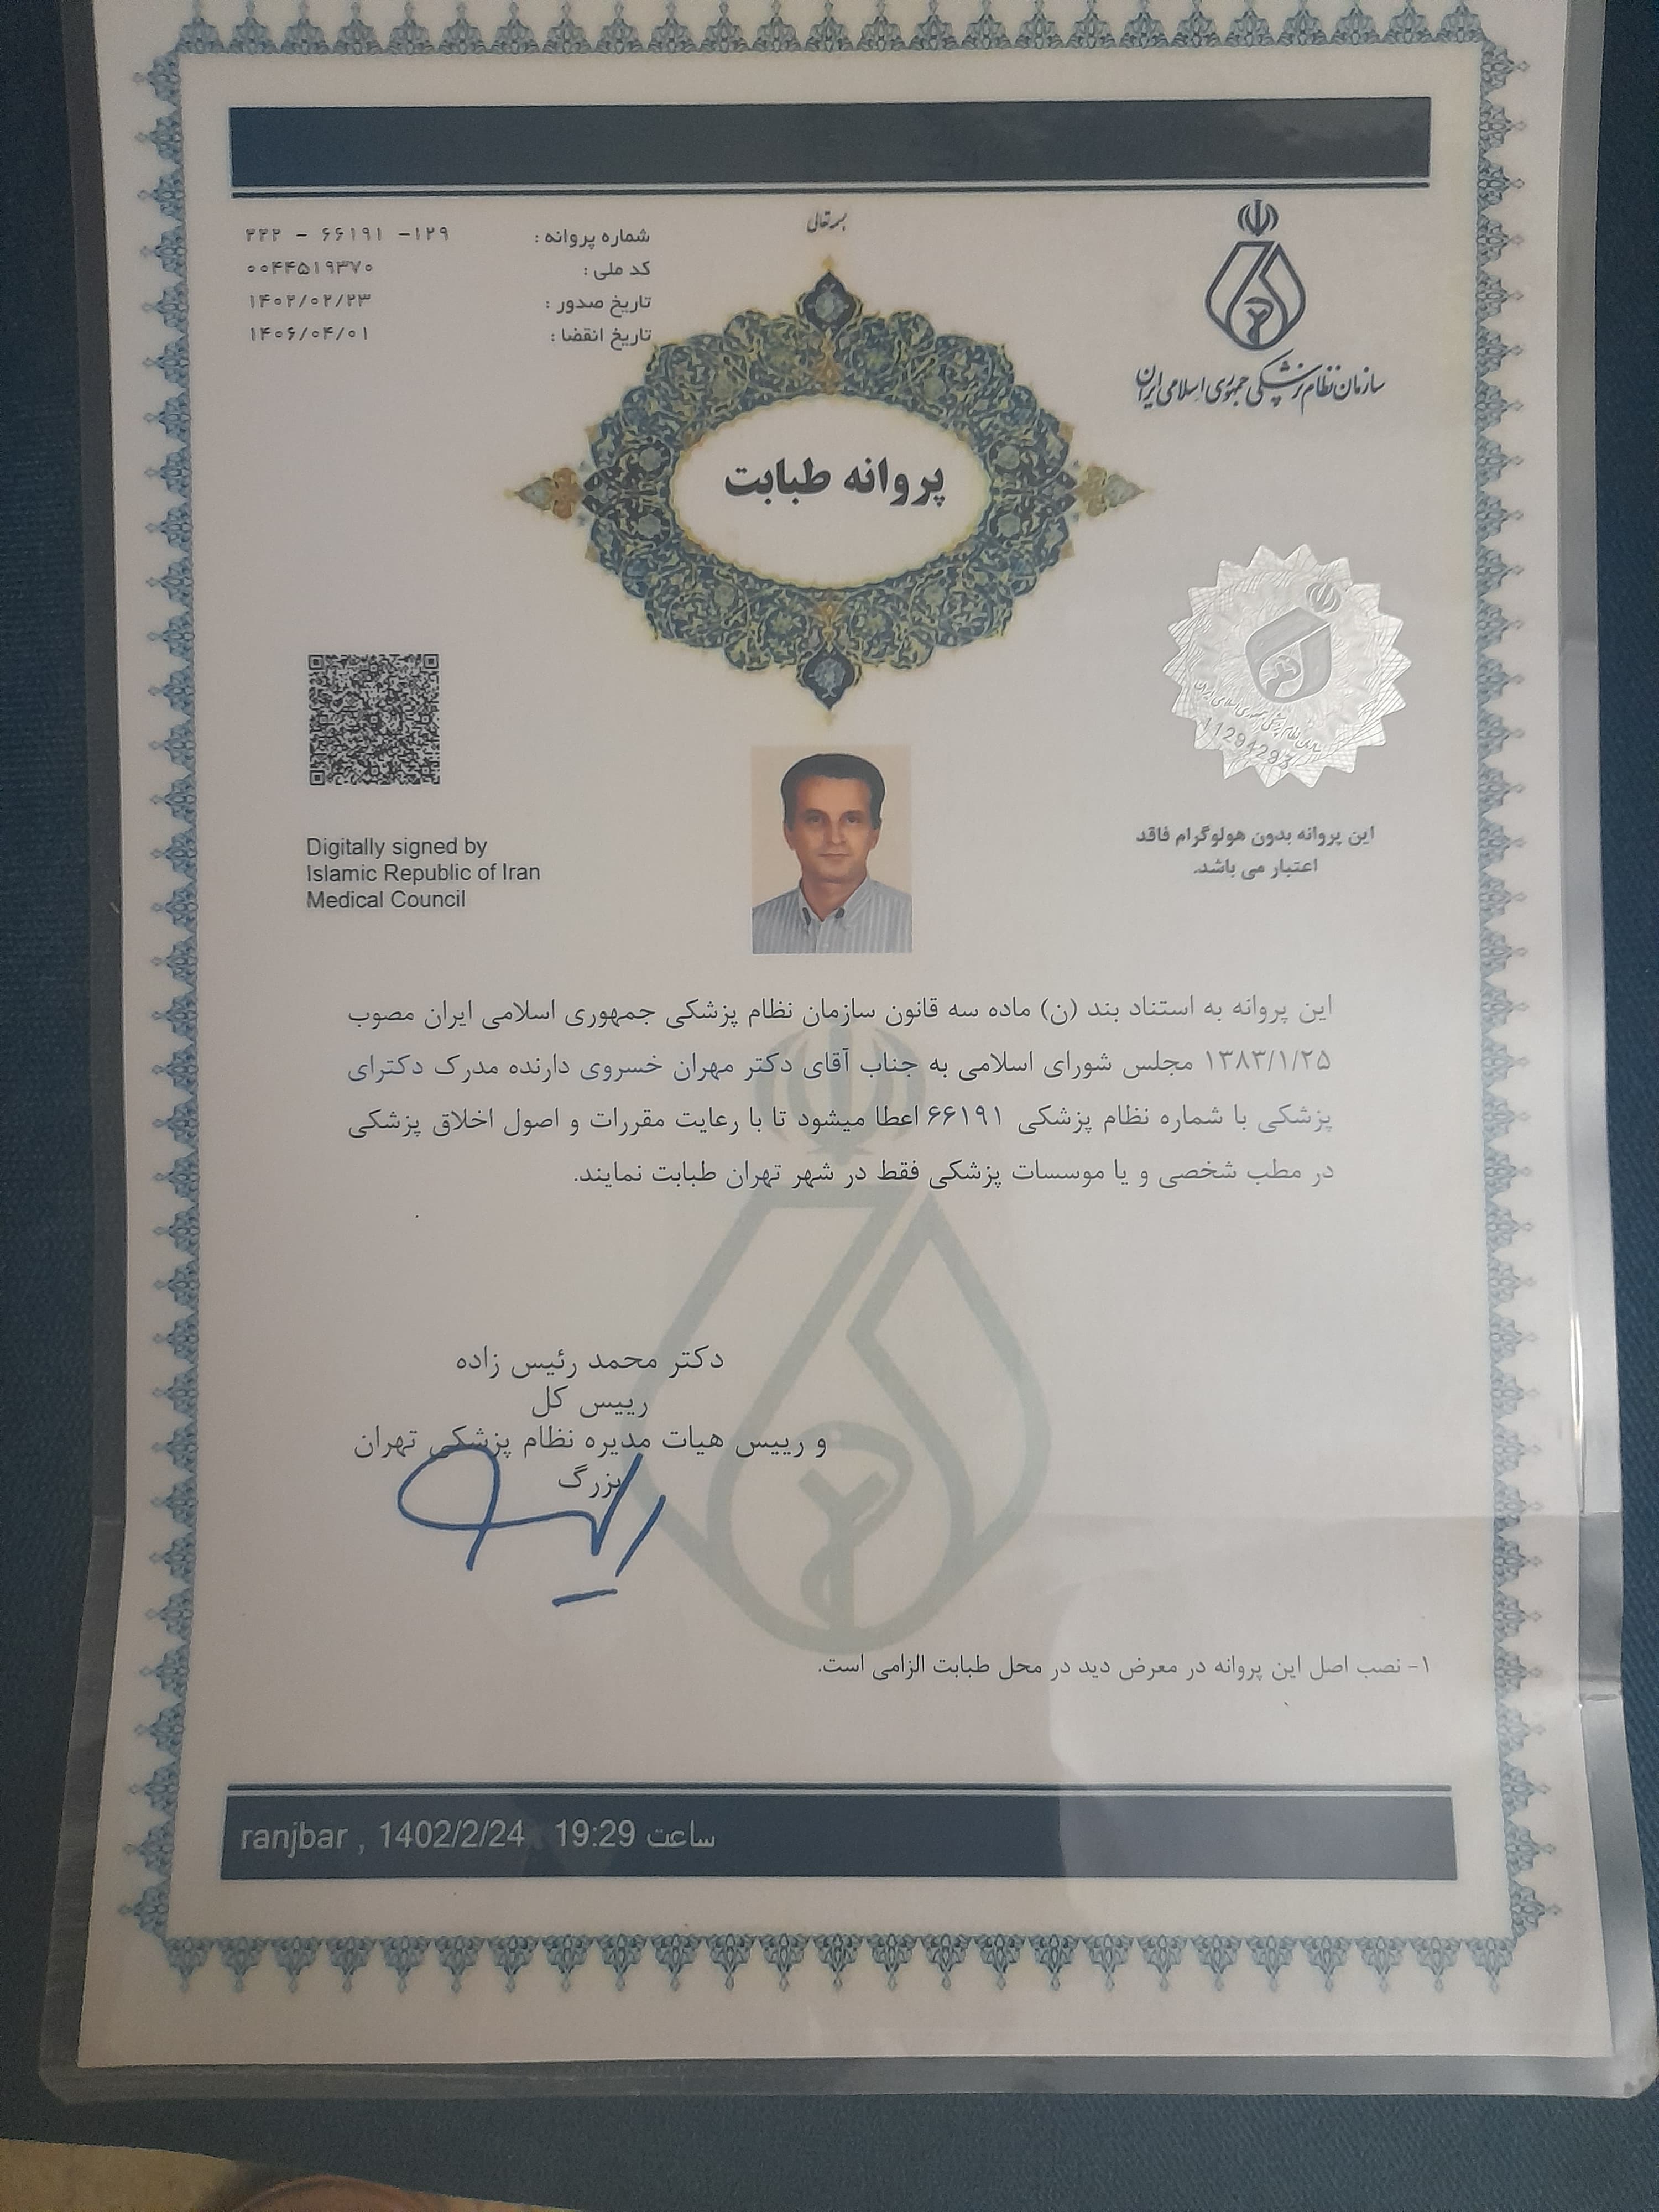 بسمه تعالی
سازمان نظام پزشکی جمهوری اسلامی ایران
شماره پروانه : ۱۲۹- ۶۶۱۹۱ - ۲۲۲
کد ملی : ۰۰۴۴۵۱۹۳۷۰
تاریخ صدور : ۱۴۰۲/۰۲/۲۳
تاریخ انقضا : ۱۴۰۶/۰۴/۰۱
پروانه طبابت
سازمان نظام پزشکی جمهوری اسلامی ایران
11294293
این پروانه بدون هولوگرام فاقد
اعتبار می باشد.
Digitally signed by
Islamic Republic of Iran
Medical Council
این پروانه به استناد بند (ن) ماده سه قانون سازمان نظام پزشکی جمهوری اسلامی ایران مصوب
۱۳۸۳/۱/۲۵ مجلس شورای اسلامی به جناب آقای دکتر مهران خسروی دارنده مدرک دکترای
پزشکی با شماره نظام پزشکی ۶۶۱۹۱ اعطا میشود تا با رعایت مقررات و اصول اخلاق پزشکی
در مطب شخصی و یا موسسات پزشکی فقط در شهر تهران طبابت نمایند.
دکتر محمد رئیس زاده
رییس کل
و رییس هیات مدیره نظام پزشکی تهران
بزرگ
۱- نصب اصل این پروانه در معرض دید در محل طبابت الزامی است.
ranjbar , 1402/2/24 19:29 ساعت